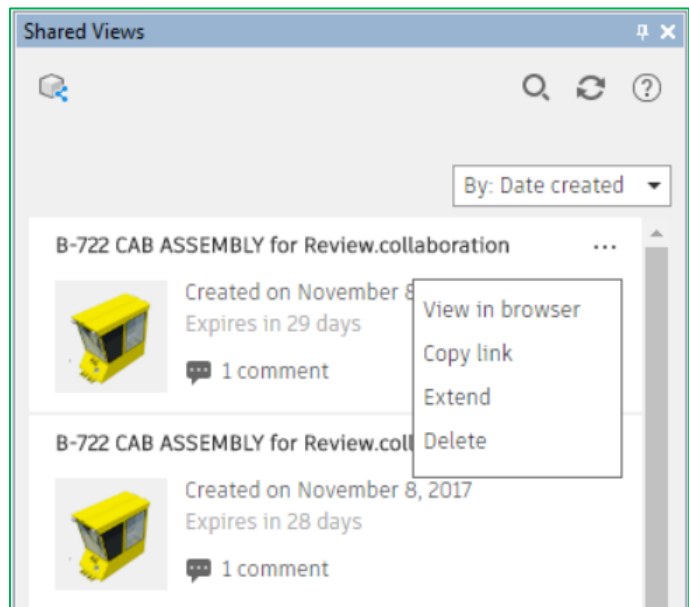 Shared Views
By: Date created
B-722 CAB ASSEMBLY for Review.collaboration ...
Created on November 8
Expires in 29 days
1 comment
View in browser
Copy link
Extend
Delete
B-722 CAB ASSEMBLY for Review.coll
Created on November 8, 2017
Expires in 28 days
1 comment